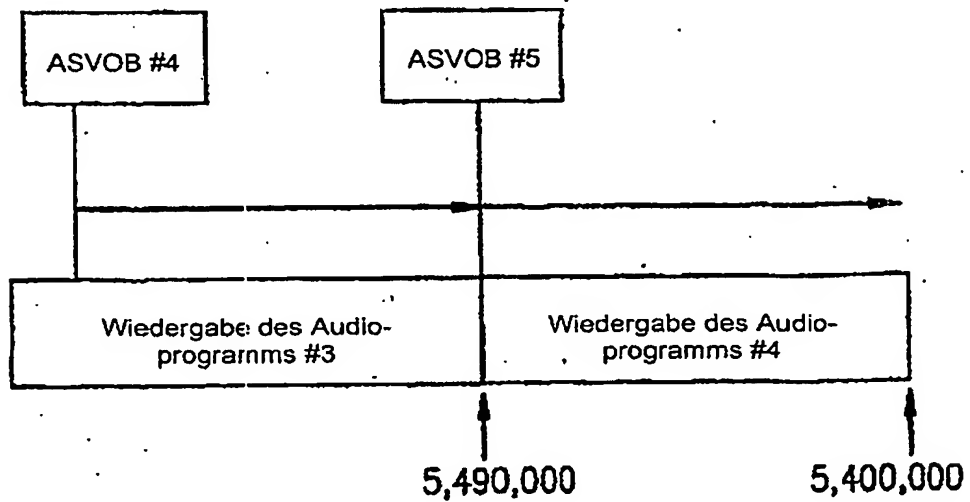 ASVOB #4
ASVOB #5
Wiedergabe des Audio-
programms #3
Wiedergabe des Audio-
programms #4
5,490,000
5,400,000